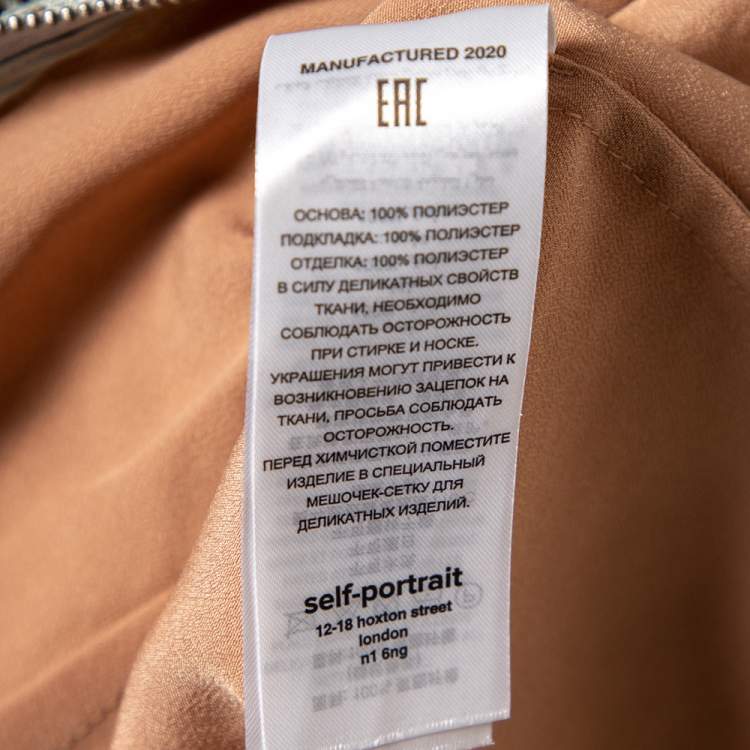 MANUFACTURED 2020
EAC
ОСНОВА: 100% ПОЛИЭСТЕР
ПОДКЛАДКА: 100% ПОЛИЭСТЕР
ОТДЕЛКА: 100% ПОЛИЭСТЕР
В СИЛУ ДЕЛИКАТНЫХ СВОЙСТВ
ТКАНИ, НЕОБХОДИМО
СОБЛЮДАТЬ ОСТОРОЖНОСТЬ
ПРИ СТИРКЕ И НОСКЕ.
УКРАШЕНИЯ МОГУТ ПРИВЕСТИ К
ВОЗНИКНОВЕНИЮ ЗАЦЕПОК НА
ТКАНИ, ПРОСЬБА СОБЛЮДАТЬ
ОСТОРОЖНОСТЬ.
ПЕРЕД ХИМЧИСТКОЙ ПОМЕСТИТЕ
ИЗДЕЛИЕ В СПЕЦИАЛЬНЫЙ
МЕШОЧЕК-СЕТКУ ДЛЯ
ДЕЛИКАТНЫХ ИЗДЕЛИЙ.
self-portrait
12-18 hoxton street
london
n1 6ng